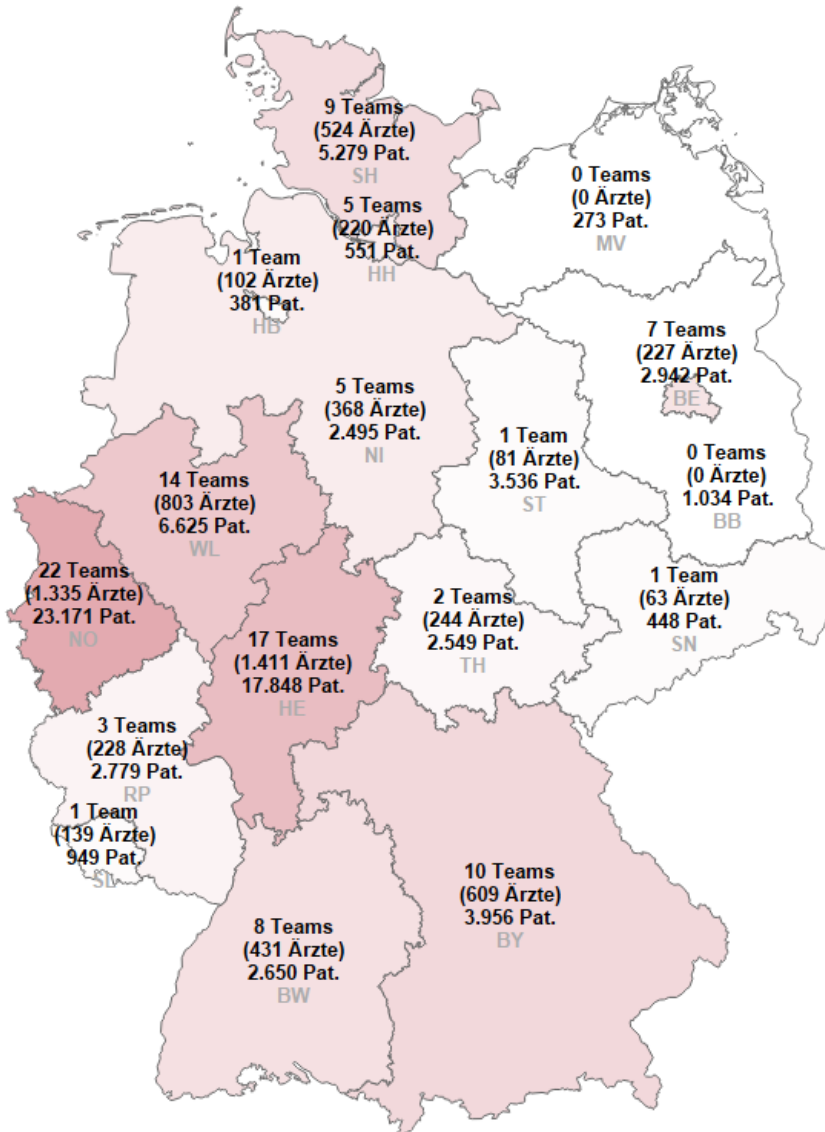 9 Teams
(524 Ärzte)
5.279 Pat.
SH
0 Teams
(0 Ärzte)
273 Pat.
MV
5 Teams
(220 Ärzte)
551 Pat.
HH
1 Team
(102 Ärzte)
381 Pat.
HB
7 Teams
(227 Ärzte)
2.942 Pat.
BE
5 Teams
(368 Ärzte)
2.495 Pat.
NI
1 Team
(81 Ärzte)
3.536 Pat.
ST
0 Teams
(0 Ärzte)
1.034 Pat.
BB
14 Teams
(803 Ärzte)
6.625 Pat.
WL
22 Teams
(1.335 Ärzte)
23.171 Pat.
NO
17 Teams
(1.411 Ärzte)
17.848 Pat.
HE
2 Teams
(244 Ärzte)
2.549 Pat.
TH
1 Team
(63 Ärzte)
448 Pat.
SN
3 Teams
(228 Ärzte)
2.779 Pat.
RP
1 Team
(139 Ärzte)
949 Pat.
SL
10 Teams
(609 Ärzte)
3.956 Pat.
BY
8 Teams
(431 Ärzte)
2.650 Pat.
BW